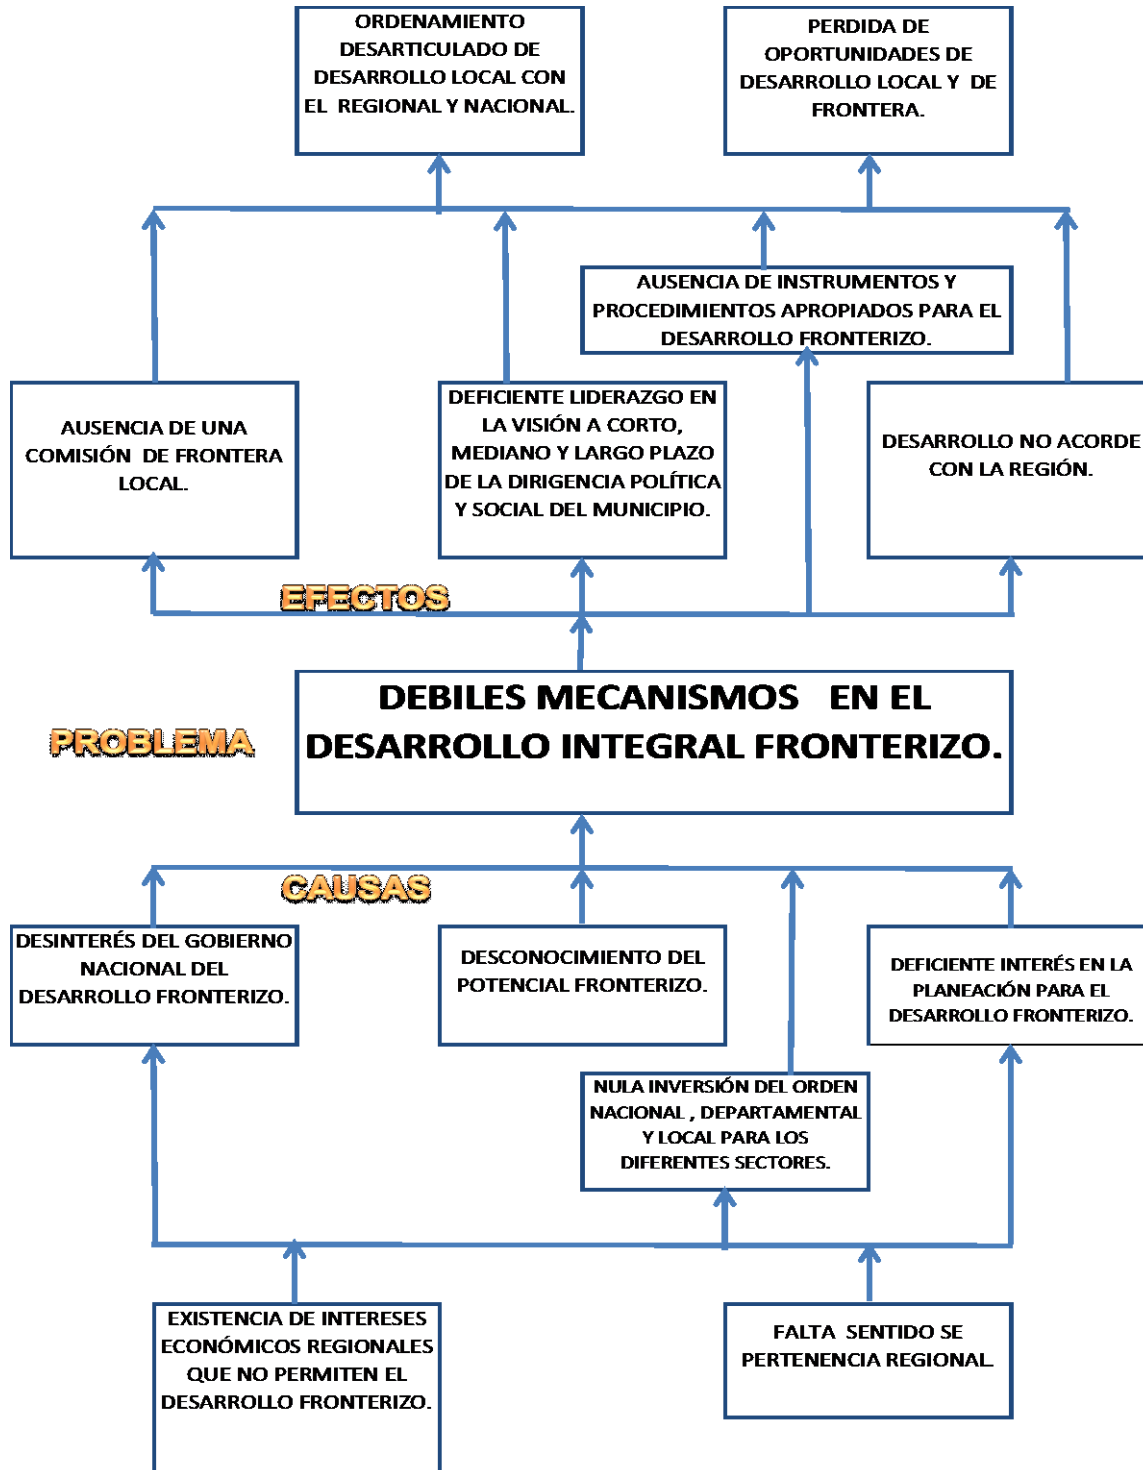 ORDENAMIENTO
DESARTICULADO DE
DESARROLLO LOCAL CON
EL REGIONAL Y NACIONAL.
PERDIDA DE
OPORTUNIDADES DE
DESARROLLO LOCAL Y DE
FRONTERA.
AUSENCIA DE INSTRUMENTOS Y
PROCEDIMIENTOS APROPIADOS PARA EL
DESARROLLO FRONTERIZO.
AUSENCIA DE UNA
COMISIÓN DE FRONTERA
LOCAL.
DEFICIENTE LIDERAZGO EN
LA VISIÓN A CORTO,
MEDIANO Y LARGO PLAZO
DE LA DIRIGENCIA POLÍTICA
Y SOCIAL DEL MUNICIPIO.
DESARROLLO NO ACORDE
CON LA REGIÓN.
EFECTOS
PROBLEMA
DEBILES MECANISMOS EN EL
DESARROLLO INTEGRAL FRONTERIZO.
CAUSAS
DESINTERÉS DEL GOBIERNO
NACIONAL DEL
DESARROLLO FRONTERIZO.
DESCONOCIMIENTO DEL
POTENCIAL FRONTERIZO.
DEFICIENTE INTERÉS EN LA
PLANEACIÓN PARA EL
DESARROLLO FRONTERIZO.
NULA INVERSIÓN DEL ORDEN
NACIONAL , DEPARTAMENTAL
Y LOCAL PARA LOS
DIFERENTES SECTORES.
EXISTENCIA DE INTERESES
ECONÓMICOS REGIONALES
QUE NO PERMITEN EL
DESARROLLO FRONTERIZO.
FALTA SENTIDO SE
PERTENENCIA REGIONAL.